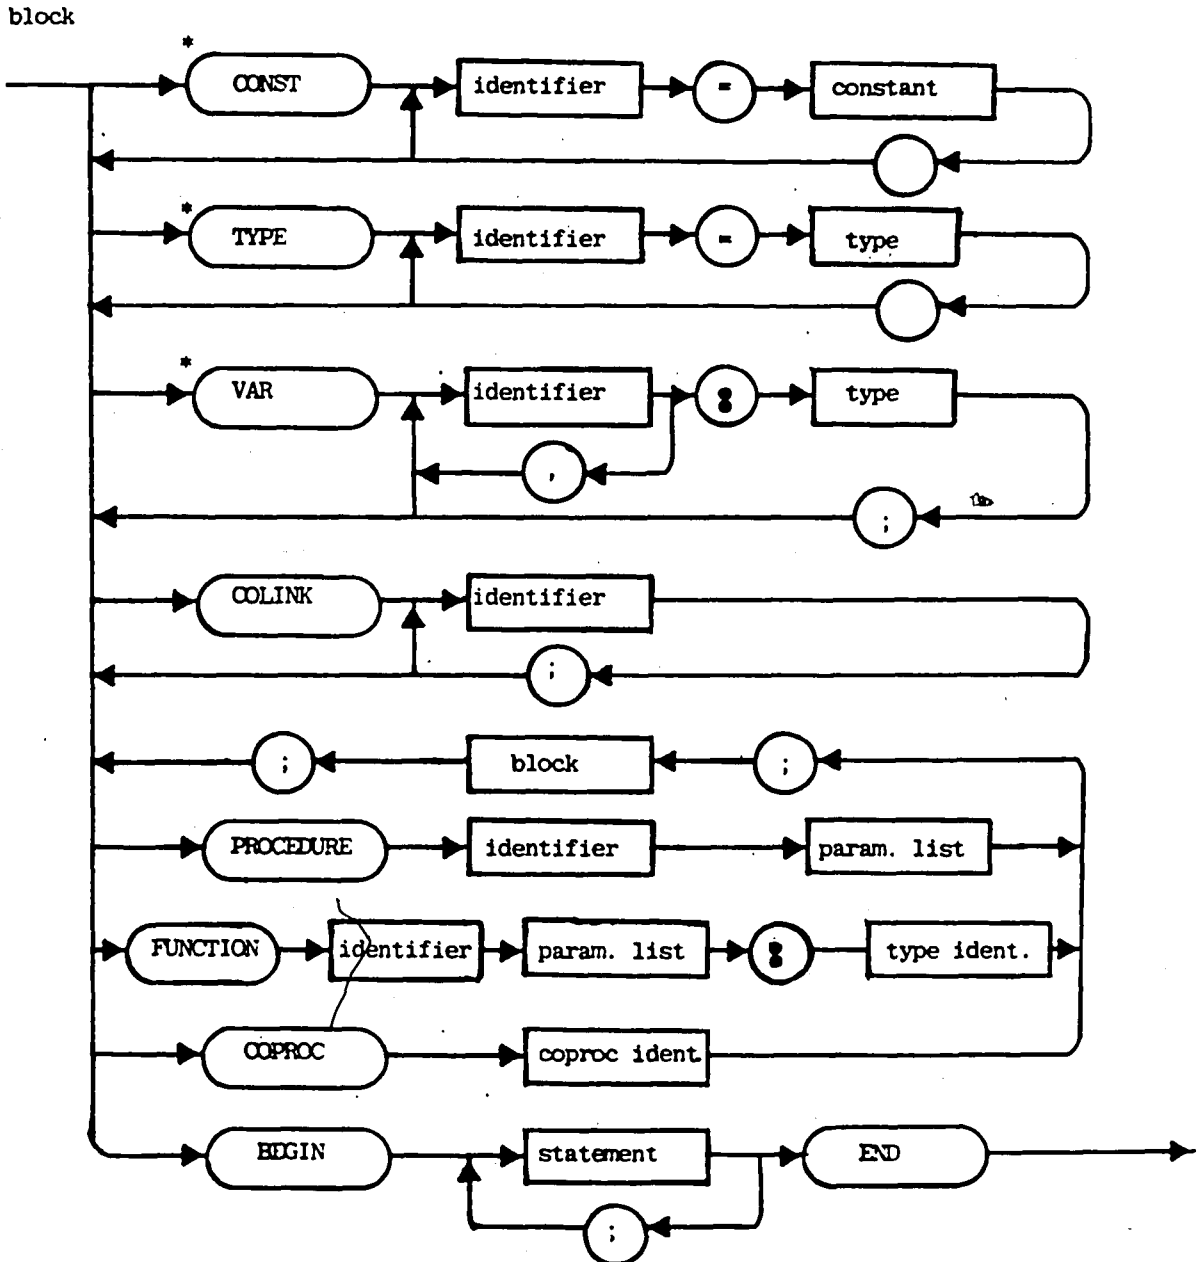 block
* CONST identifier = constant
* TYPE identifier = type
* VAR identifier : type
,
;
COLINK identifier
;
; block ;
PROCEDURE identifier param. list
FUNCTION identifier param. list : type ident.
COPROC coproc ident.
BEGIN statement END
;